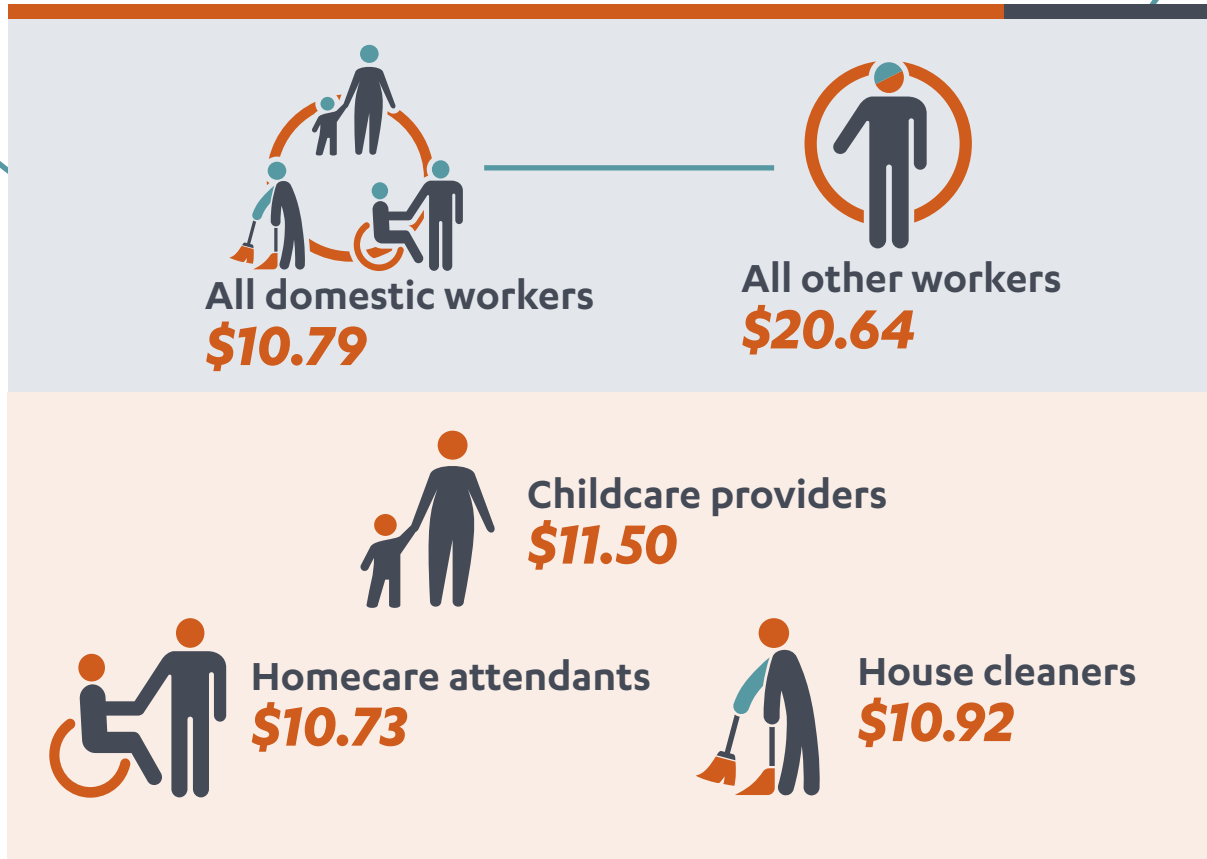 All domestic workers
$10.79
All other workers
$20.64
Childcare providers
$11.50
Homecare attendants
$10.73
House cleaners
$10.92